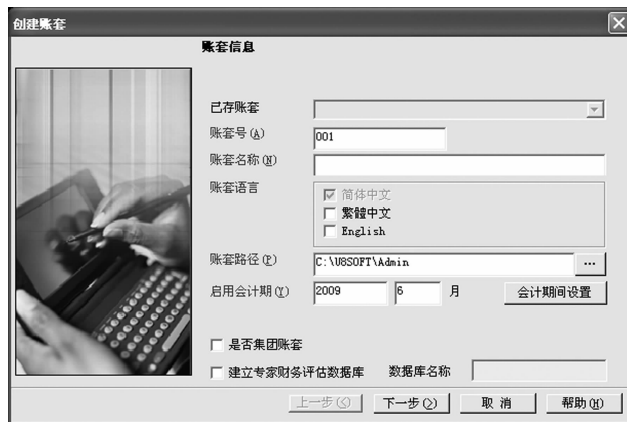 创建账套
账套信息
已存账套
账套号(A) 001
账套名称(N)
账套语言
简体中文
繁體中文
English
账套路径(P) C:\U8SOFT\Admin ...
启用会计期(Y) 2009 6 月 会计期间设置
是否集团账套
建立专家财务评估数据库 数据库名称
上一步(<) 下一步(>) 取 消 帮助(H)